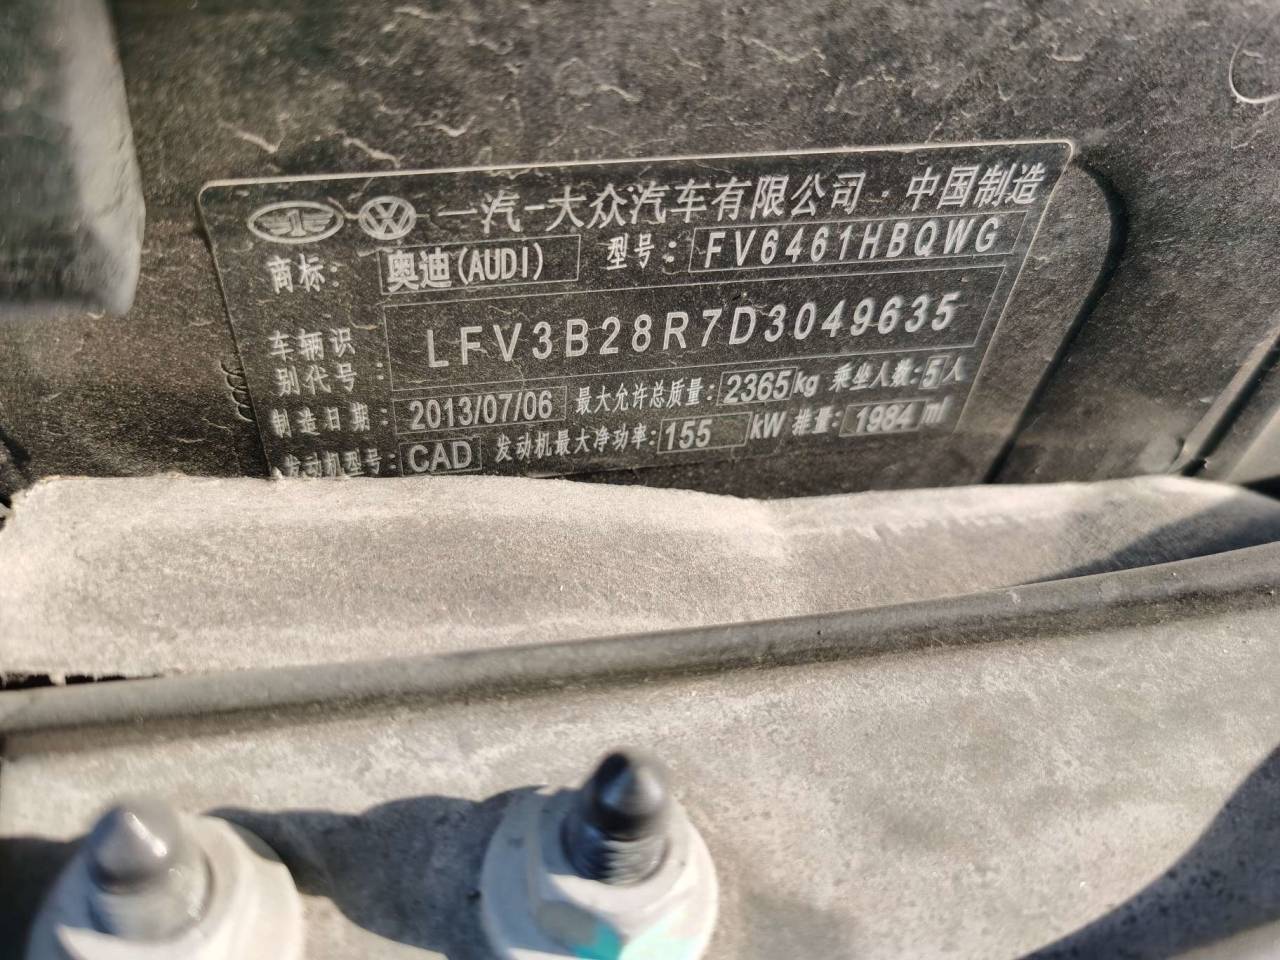 一汽-大众汽车有限公司·中国制造
商标: 奥迪(AUDI) 型号: FV6461HBQWG
车辆识别代号: LFV3B28R7D3049635
制造日期: 2013/07/06 最大允许总质量: 2365kg 乘坐人数: 5人
发动机型号: CAD 发动机最大净功率: 155 kW 排量: 1984 ml